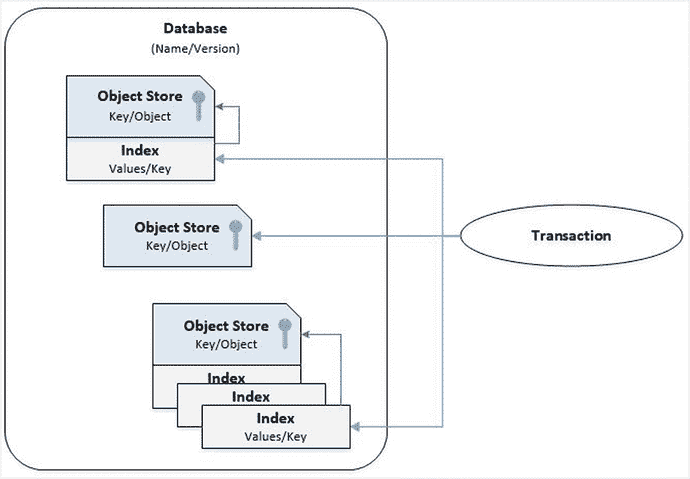 Database
(Name/Version)
Object Store
Key/Object
Index
Values/Key
Object Store
Key/Object
Transaction
Object Store
Key/Object
Index
Index
Index
Values/Key